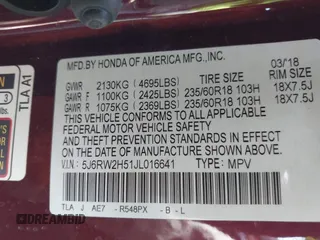 MFD.BY HONDA OF AMERICA MFG.,INC. 03/18
TIRE SIZE RIM SIZE
GVWR 2130KG (4695LBS)
GAWR F 1100KG (2425LBS) 235/60R18 103H 18X7.5J
GAWR R 1075KG (2369LBS) 235/60R18 103H 18X7.5J
THIS VEHICLE CONFORMS TO ALL APPLICABLE
FEDERAL MOTOR VEHICLE SAFETY AND THEFT
PREVENTION STANDARDS IN EFFECT ON THE DATE OF
MANUFACTURE SHOWN ABOVE.
V.I.N: 5J6RW2H51JL016641 TYPE: MPV
TLA J AE7 - R548PX - B - L
TLA A1
3
DREAMBID